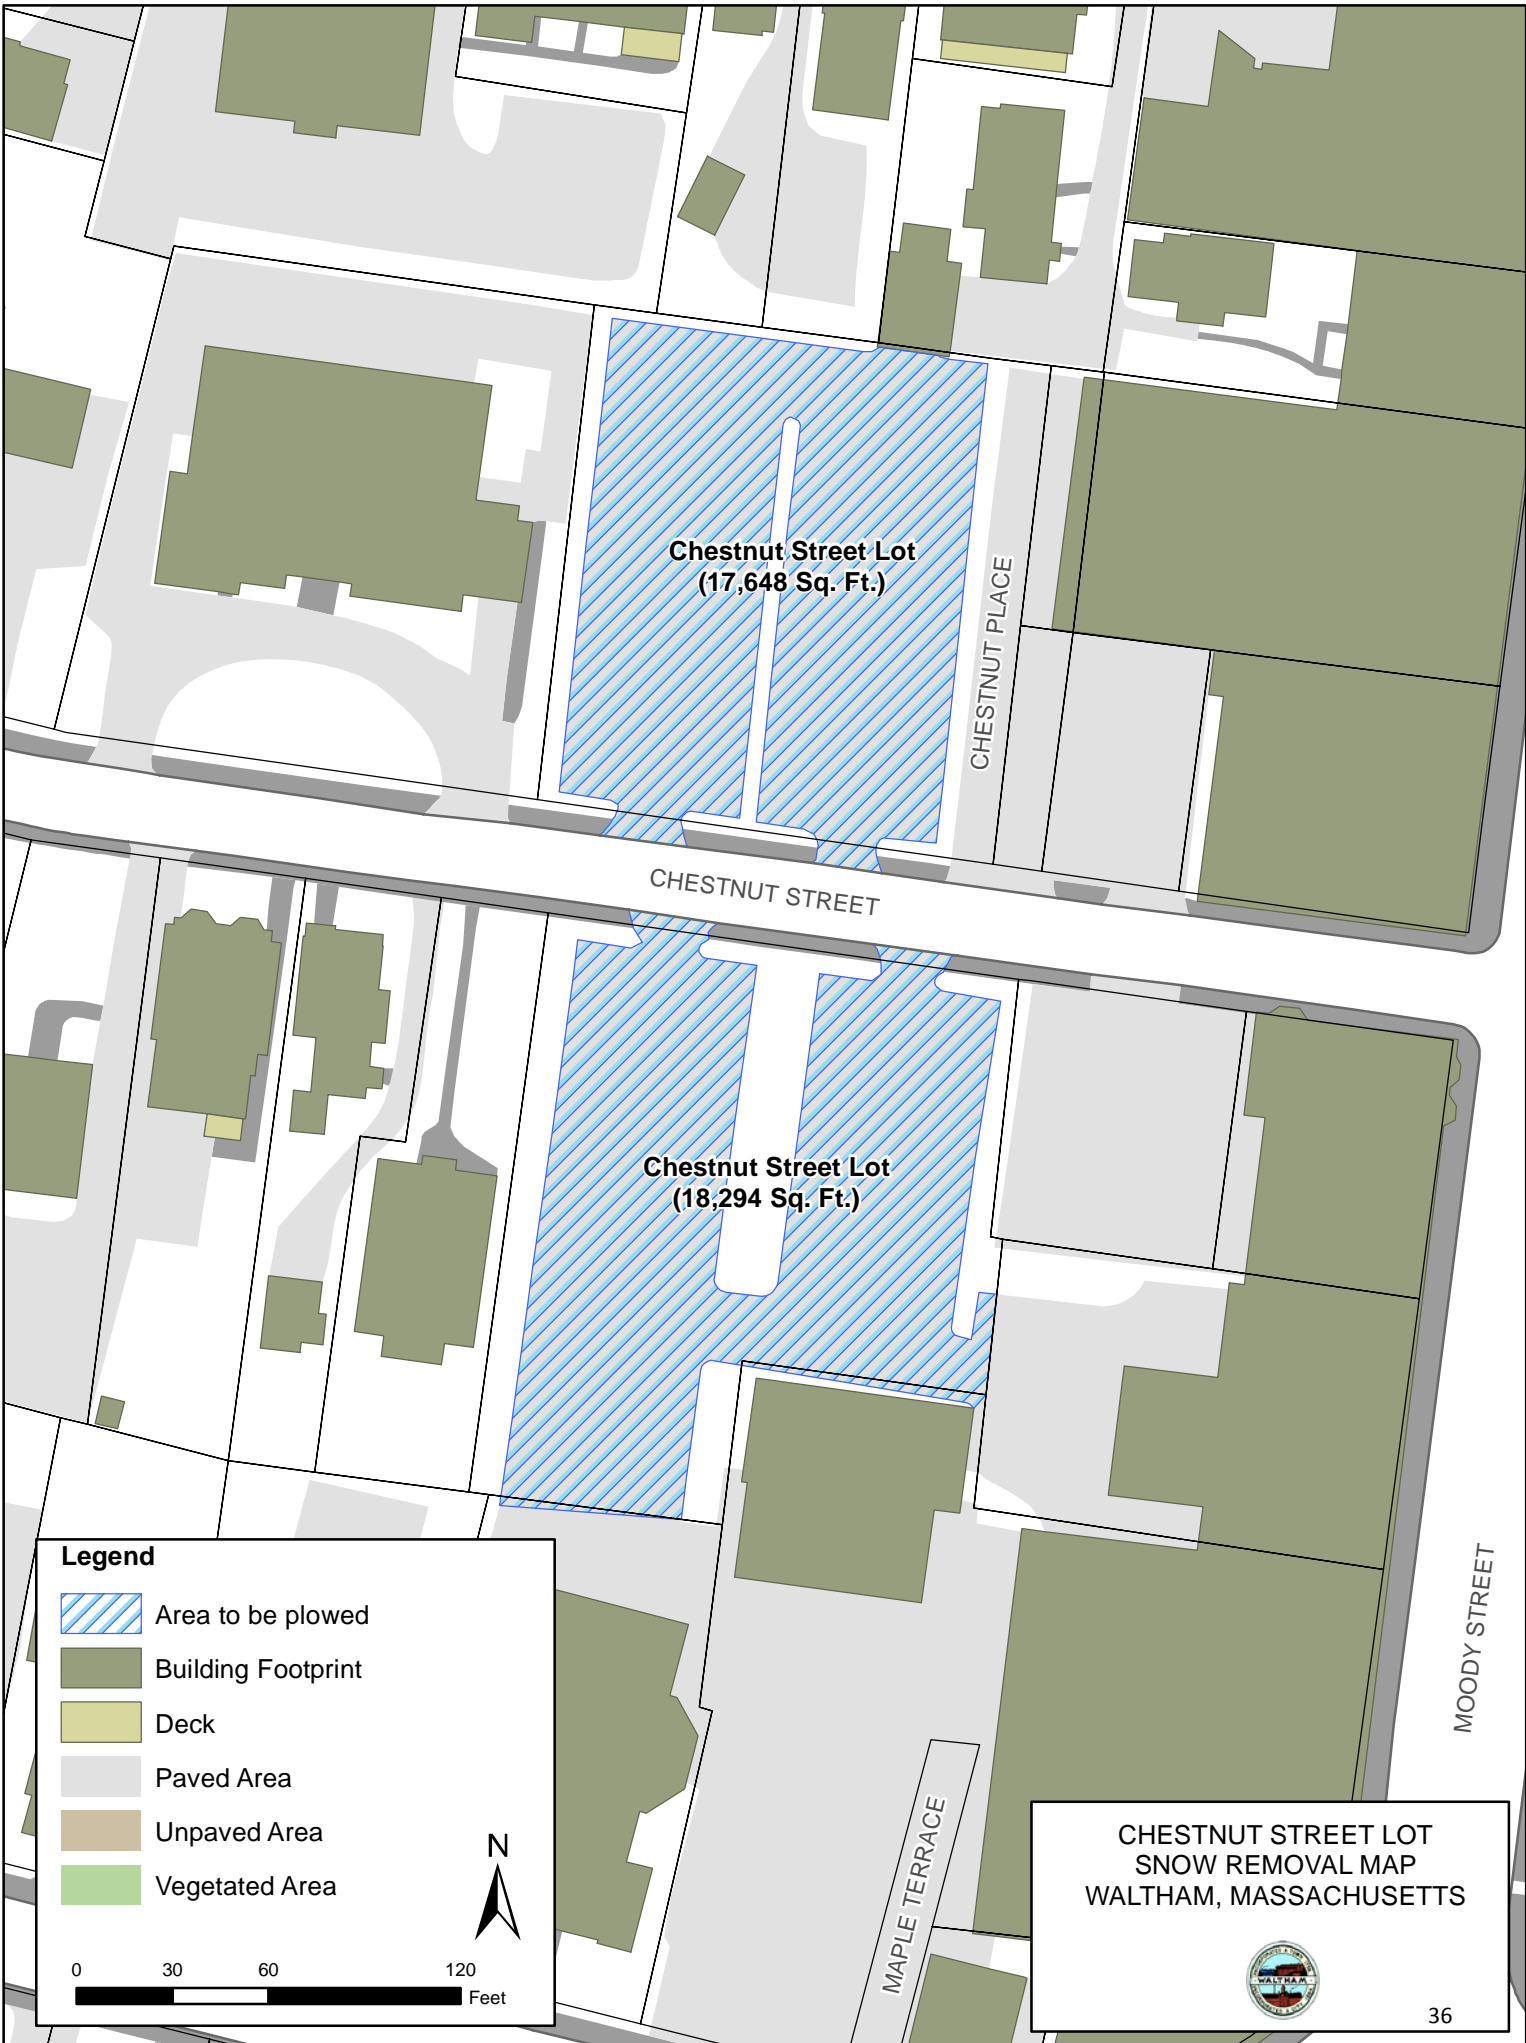 Chestnut Street Lot
(17,648 Sq. Ft.)
CHESTNUT PLACE
CHESTNUT STREET
Chestnut Street Lot
(18,294 Sq. Ft.)
MOODY STREET
MAPLE TERRACE
Legend
Area to be plowed
Building Footprint
Deck
Paved Area
Unpaved Area
Vegetated Area
N
0 30 60 120
Feet
CHESTNUT STREET LOT
SNOW REMOVAL MAP
WALTHAM, MASSACHUSETTS
WALTHAM
36